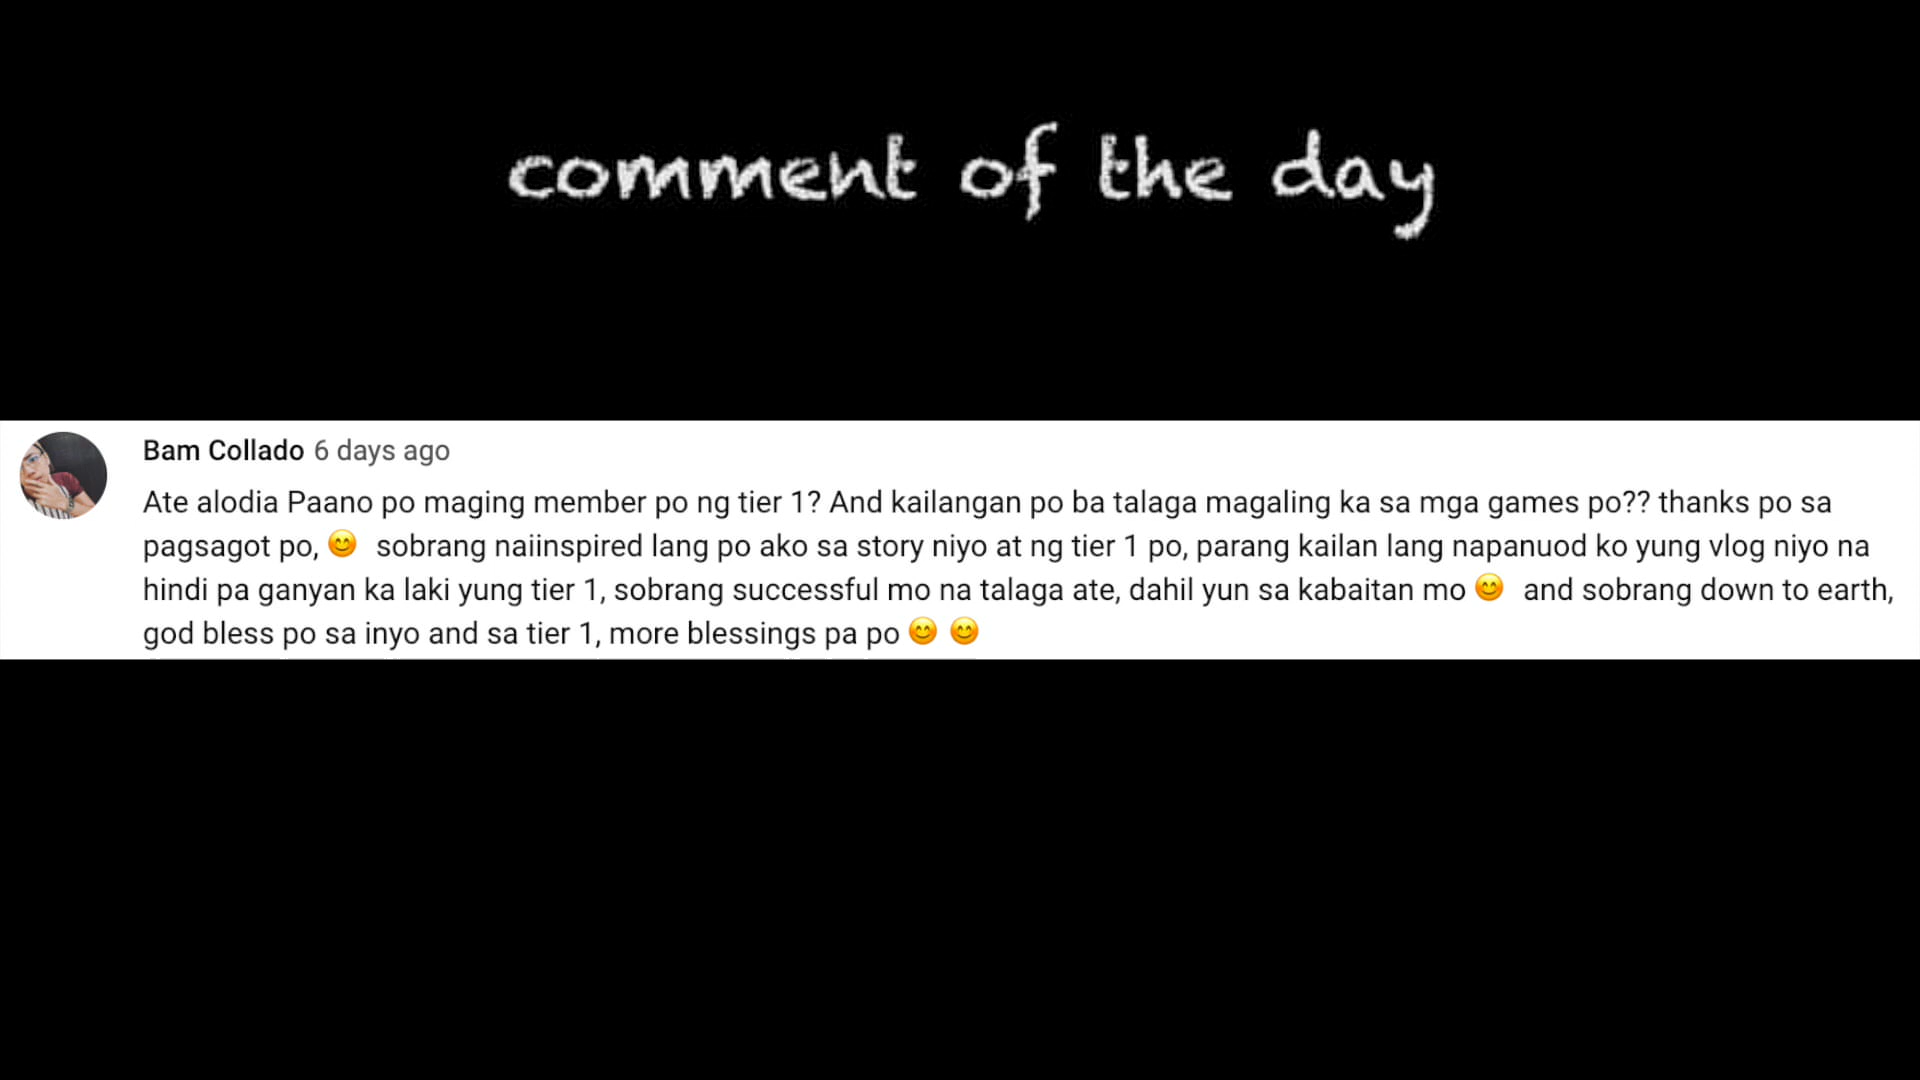 comment of the day
Bam Collado 6 days ago
Ate alodia Paano po maging member po ng tier 1? And kailangan po ba talaga magaling ka sa mga games po?? thanks po sa
pagsagot po, 😊 sobrang naiinspired lang po ako sa story niyo at ng tier 1 po, parang kailan lang napanuod ko yung vlog niyo na
hindi pa ganyan ka laki yung tier 1, sobrang successful mo na talaga ate, dahil yun sa kabaitan mo 😊 and sobrang down to earth,
god bless po sa inyo and sa tier 1, more blessings pa po 😊 😊